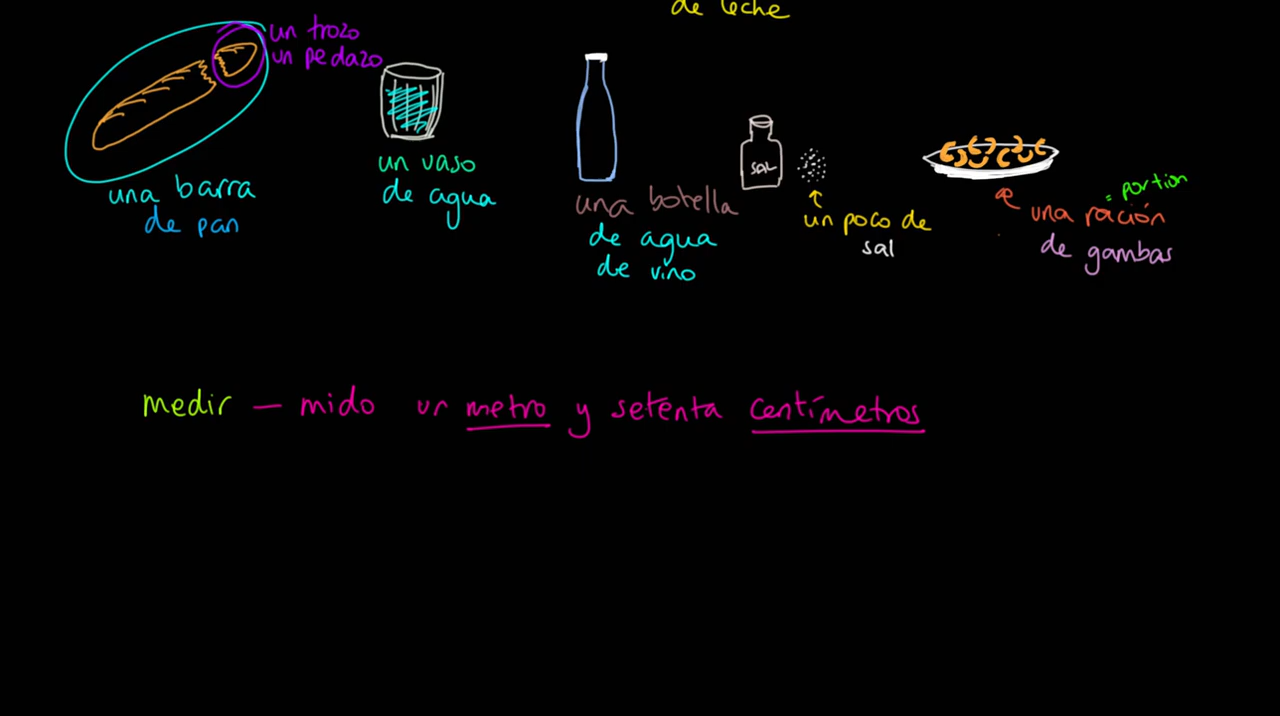 de leche
un trozo
un pedazo
una barra
de pan
un vaso
de agua
una botella
de agua
de vino
SAL
un poco de
sal
= portion
una ración
de gambas
medir — mido un metro y setenta centímetros